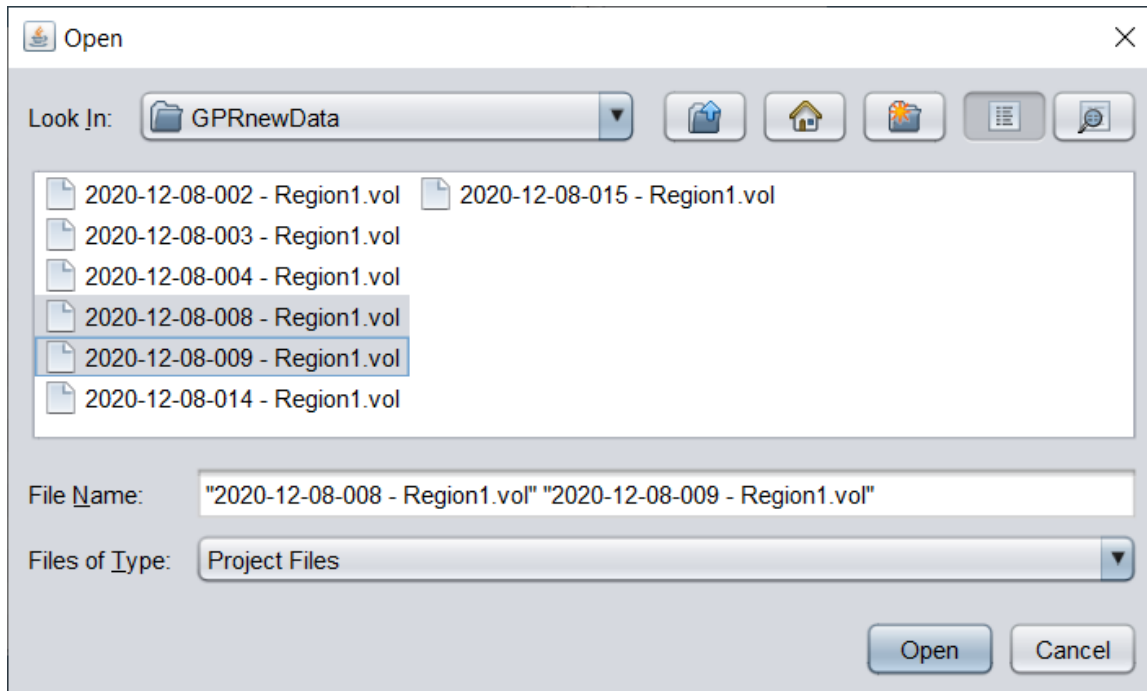 Open
Look In: GPRnewData
2020-12-08-002 - Region1.vol 2020-12-08-015 - Region1.vol
2020-12-08-003 - Region1.vol
2020-12-08-004 - Region1.vol
2020-12-08-008 - Region1.vol
2020-12-08-009 - Region1.vol
2020-12-08-014 - Region1.vol
File Name: "2020-12-08-008 - Region1.vol" "2020-12-08-009 - Region1.vol"
Files of Type: Project Files
Open Cancel